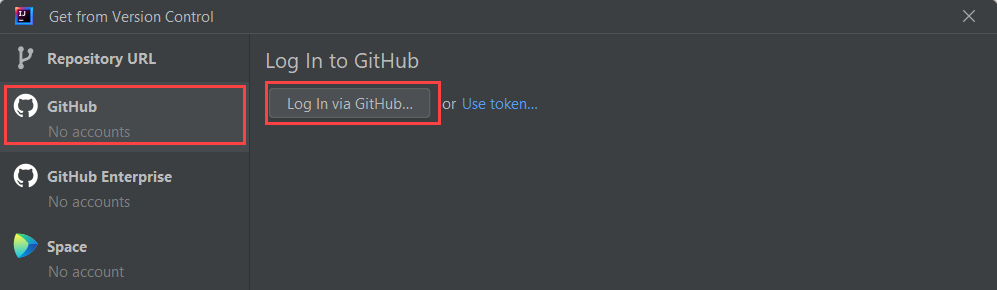 IJ
Get from Version Control
Repository URL
GitHub
No accounts
GitHub Enterprise
No accounts
Space
No account
Log In to GitHub
Log In via GitHub... or Use token...